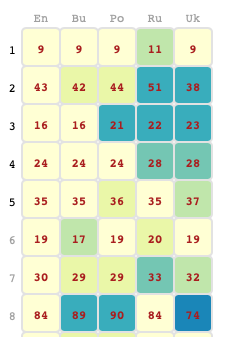 En Bu Po Ru Uk
1 9 9 9 11 9
2 43 42 44 51 38
3 16 16 21 22 23
4 24 24 24 28 28
5 35 35 36 35 37
6 19 17 19 20 19
7 30 29 29 33 32
8 84 89 90 84 74